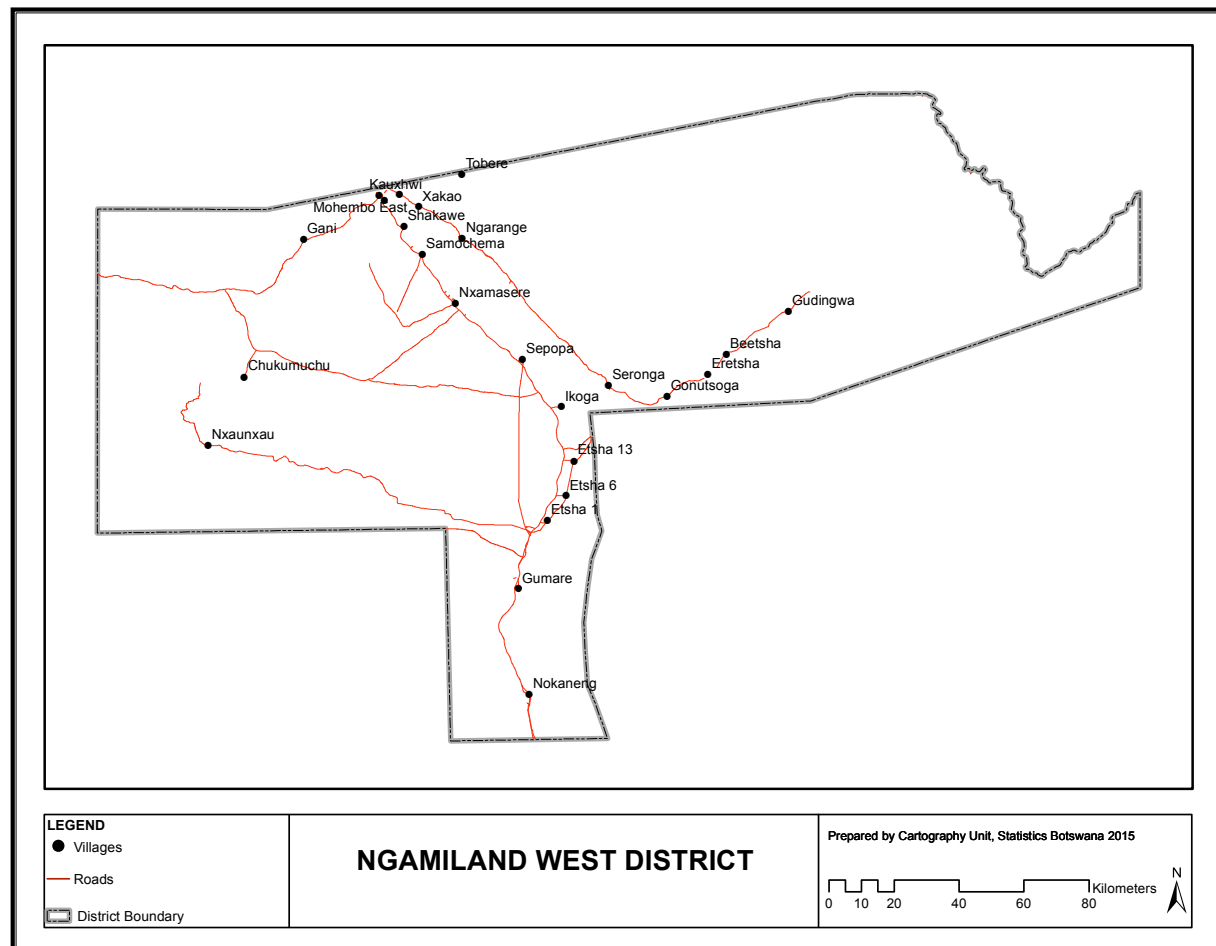 Tobere
Kauxhwi
Xakao
Mohembo East
Shakawe
Gani
Ngarange
Samochema
Nxamasere
Gudingwa
Beetsha
Sepopa
Eretsha
Chukumuchu
Seronga
Gonutsoga
Ikoga
Nxaunxau
Etsha 13
Etsha 6
Etsha 1
Gumare
Nokaneng
LEGEND
Villages
Roads
District Boundary
NGAMILAND WEST DISTRICT
Prepared by Cartography Unit, Statistics Botswana 2015
Kilometers
0 10 20 40 60 80
N